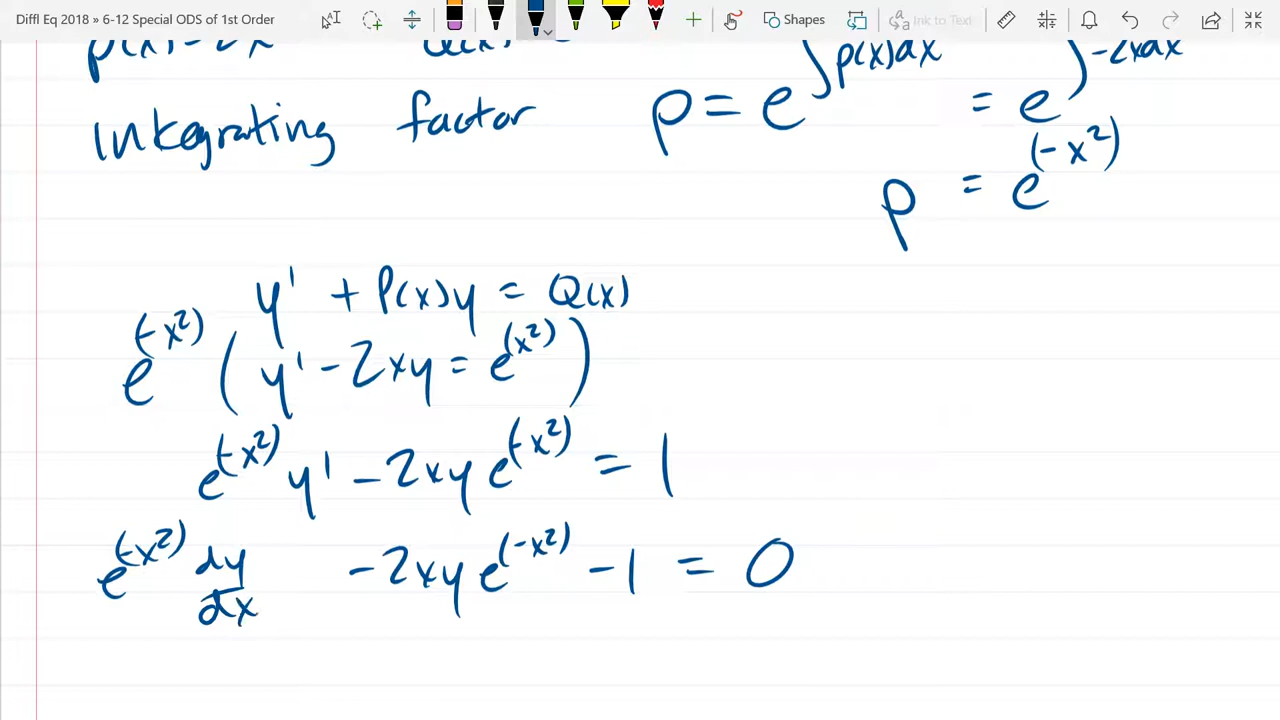 Diffl Eq 2018 » 6-12 Special ODS of 1st Order
Shapes
Ink to Text
p(x)=-2x
ρ = e^∫p(x)dx = e^∫-2xdx
Integrating factor
ρ = e^(-x²)
y' + P(x)y = Q(x)
e^(-x²) (y' - 2xy = e^(x²))
e^(-x²) y' - 2xy e^(-x²) = 1
e^(-x²) dy/dx - 2xy e^(-x²) - 1 = 0